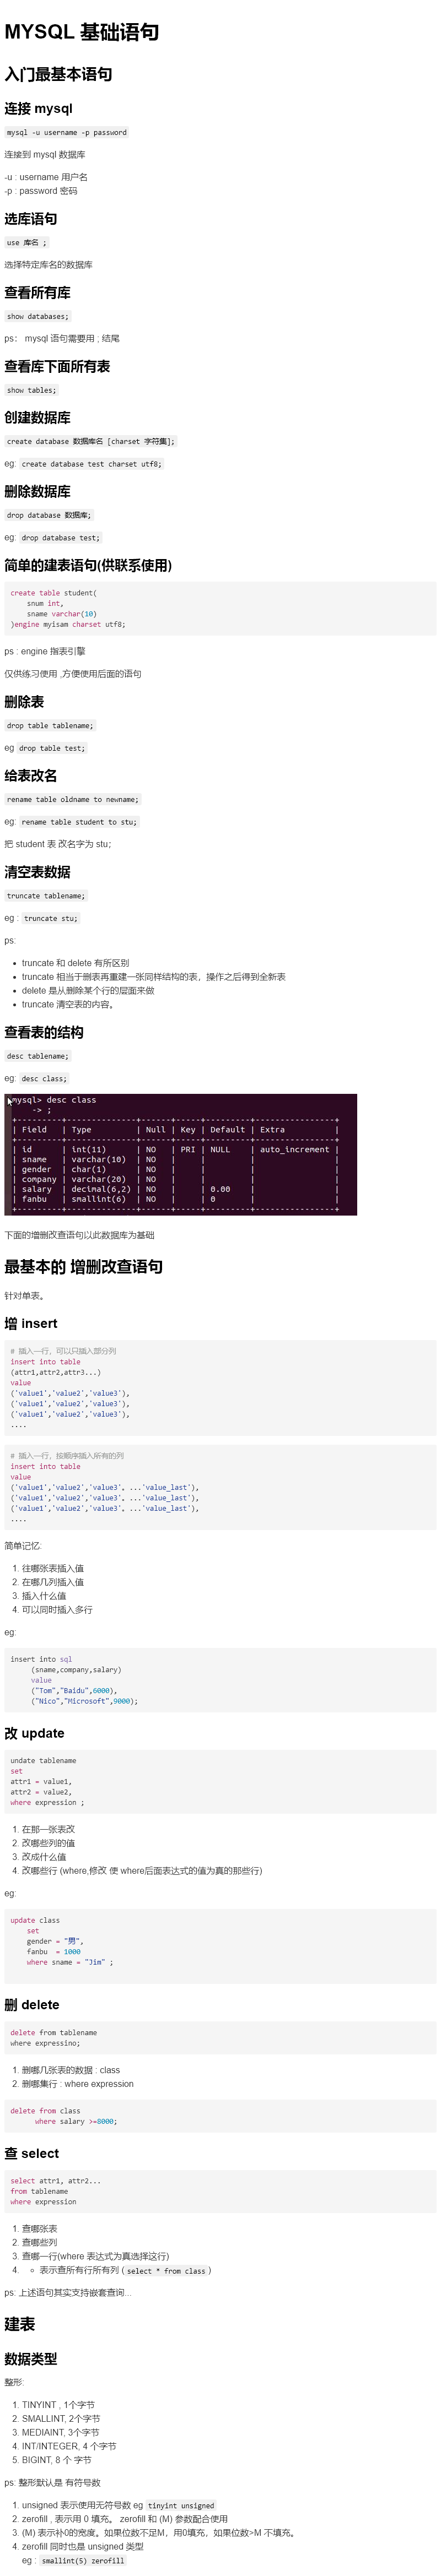 MYSQL 基础语句
入门最基本语句
连接 mysql
mysql -u username -p password
连接到 mysql 数据库
-u : username 用户名
-p : password 密码
选库语句
use 库名 ;
选择特定库名的数据库
查看所有库
show databases;
ps： mysql 语句需要用 ; 结尾
查看库下面所有表
show tables;
创建数据库
create database 数据库名 [charset 字符集];
eg: create database test charset utf8;
删除数据库
drop database 数据库;
eg: drop database test;
简单的建表语句(供联系使用)
create table student(
snum int,
sname varchar(10)
)engine myisam charset utf8;
ps : engine 指表引擎
仅供练习使用 ,方便使用后面的语句
删除表
drop table tablename;
eg drop table test;
给表改名
rename table oldname to newname;
eg: rename table student to stu;
把 student 表 改名字为 stu；
清空表数据
truncate tablename;
eg : truncate stu;
ps:
• truncate 和 delete 有所区别
• truncate 相当于删表再重建一张同样结构的表，操作之后得到全新表
• delete 是从删除某个行的层面来做
• truncate 清空表的内容。
查看表的结构
desc tablename;
eg: desc class;
mysql> desc class
-> ;
+---------+--------------+------+-----+---------+----------------+
| Field | Type | Null | Key | Default | Extra |
+---------+--------------+------+-----+---------+----------------+
| id | int(11) | NO | PRI | NULL | auto_increment |
| sname | varchar(10) | NO | | | |
| gender | char(1) | NO | | | |
| company | varchar(20) | NO | | | |
| salary | decimal(6,2) | NO | | 0.00 | |
| fanbu | smallint(6) | NO | | 0 | |
+---------+--------------+------+-----+---------+----------------+
下面的增删改查语句以此数据库为基础
最基本的 增删改查语句
针对单表。
增 insert
# 插入一行，可以只插入部分列
insert into table
(attr1,attr2,attr3...)
value
('value1','value2','value3'),
('value1','value2','value3'),
('value1','value2','value3'),
....
# 插入一行，按顺序插入所有的列
insert into table
value
('value1','value2','value3'。...'value_last'),
('value1','value2','value3'。...'value_last'),
('value1','value2','value3'。...'value_last'),
....
简单记忆:
1. 往哪张表插入值
2. 在哪几列插入值
3. 插入什么值
4. 可以同时插入多行
eg:
insert into sql
(sname,company,salary)
value
("Tom","Baidu",6000),
("Nico","Microsoft",9000);
改 update
undate tablename
set
attr1 = value1,
attr2 = value2,
where expression ;
1. 在那一张表改
2. 改哪些列的值
3. 改成什么值
4. 改哪些行 (where,修改 使 where后面表达式的值为真的那些行)
eg:
update class
set
gender = "男",
fanbu = 1000
where sname = "Jim" ;
删 delete
delete from tablename
where expressino;
1. 删哪几张表的数据 : class
2. 删哪集行 : where expression
delete from class
where salary >=8000;
查 select
select attr1, attr2...
from tablename
where expression
1. 查哪张表
2. 查哪些列
3. 查哪一行(where 表达式为真选择这行)
4. ◦ 表示查所有行所有列 ( select * from class )
ps: 上述语句其实支持嵌套查询...
建表
数据类型
整形:
1. TINYINT , 1个字节
2. SMALLINT, 2个字节
3. MEDIAINT, 3个字节
4. INT/INTEGER, 4 个字节
5. BIGINT, 8 个 字节
ps: 整形默认是 有符号数
1. unsigned 表示使用无符号数 eg tinyint unsigned
2. zerofill , 表示用 0 填充。 zerofill 和 (M) 参数配合使用
3. (M) 表示补0的宽度。如果位数不足M，用0填充，如果位数>M 不填充。
4. zerofill 同时也是 unsigned 类型
eg : smallint(5) zerofill